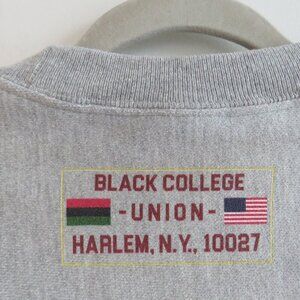 BLACK COLLEGE
-UNION-
HARLEM, N.Y., 10027